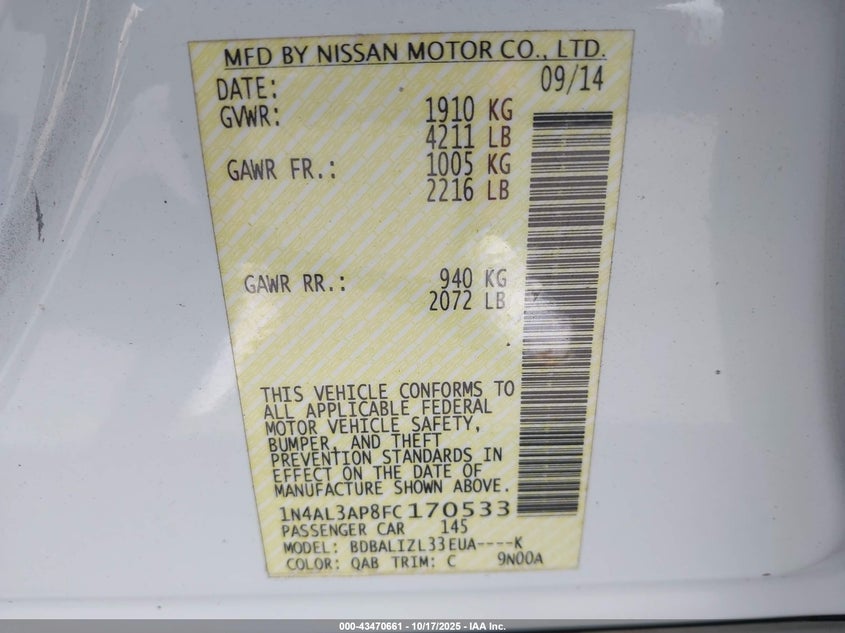 MFD BY NISSAN MOTOR CO., LTD.
DATE: 09/14
GVWR: 1910 KG
4211 LB
GAWR FR.: 1005 KG
2216 LB
GAWR RR.: 940 KG
2072 LB
THIS VEHICLE CONFORMS TO
ALL APPLICABLE FEDERAL
MOTOR VEHICLE SAFETY,
BUMPER, AND THEFT
PREVENTION STANDARDS IN
EFFECT ON THE DATE OF
MANUFACTURE SHOWN ABOVE.
1N4AL3AP8FC170533
PASSENGER CAR 145
MODEL: BDBALIZL33EUA----K
COLOR: QAB TRIM: C 9N00A
000-43470661 - 10/17/2025 - IAA Inc.